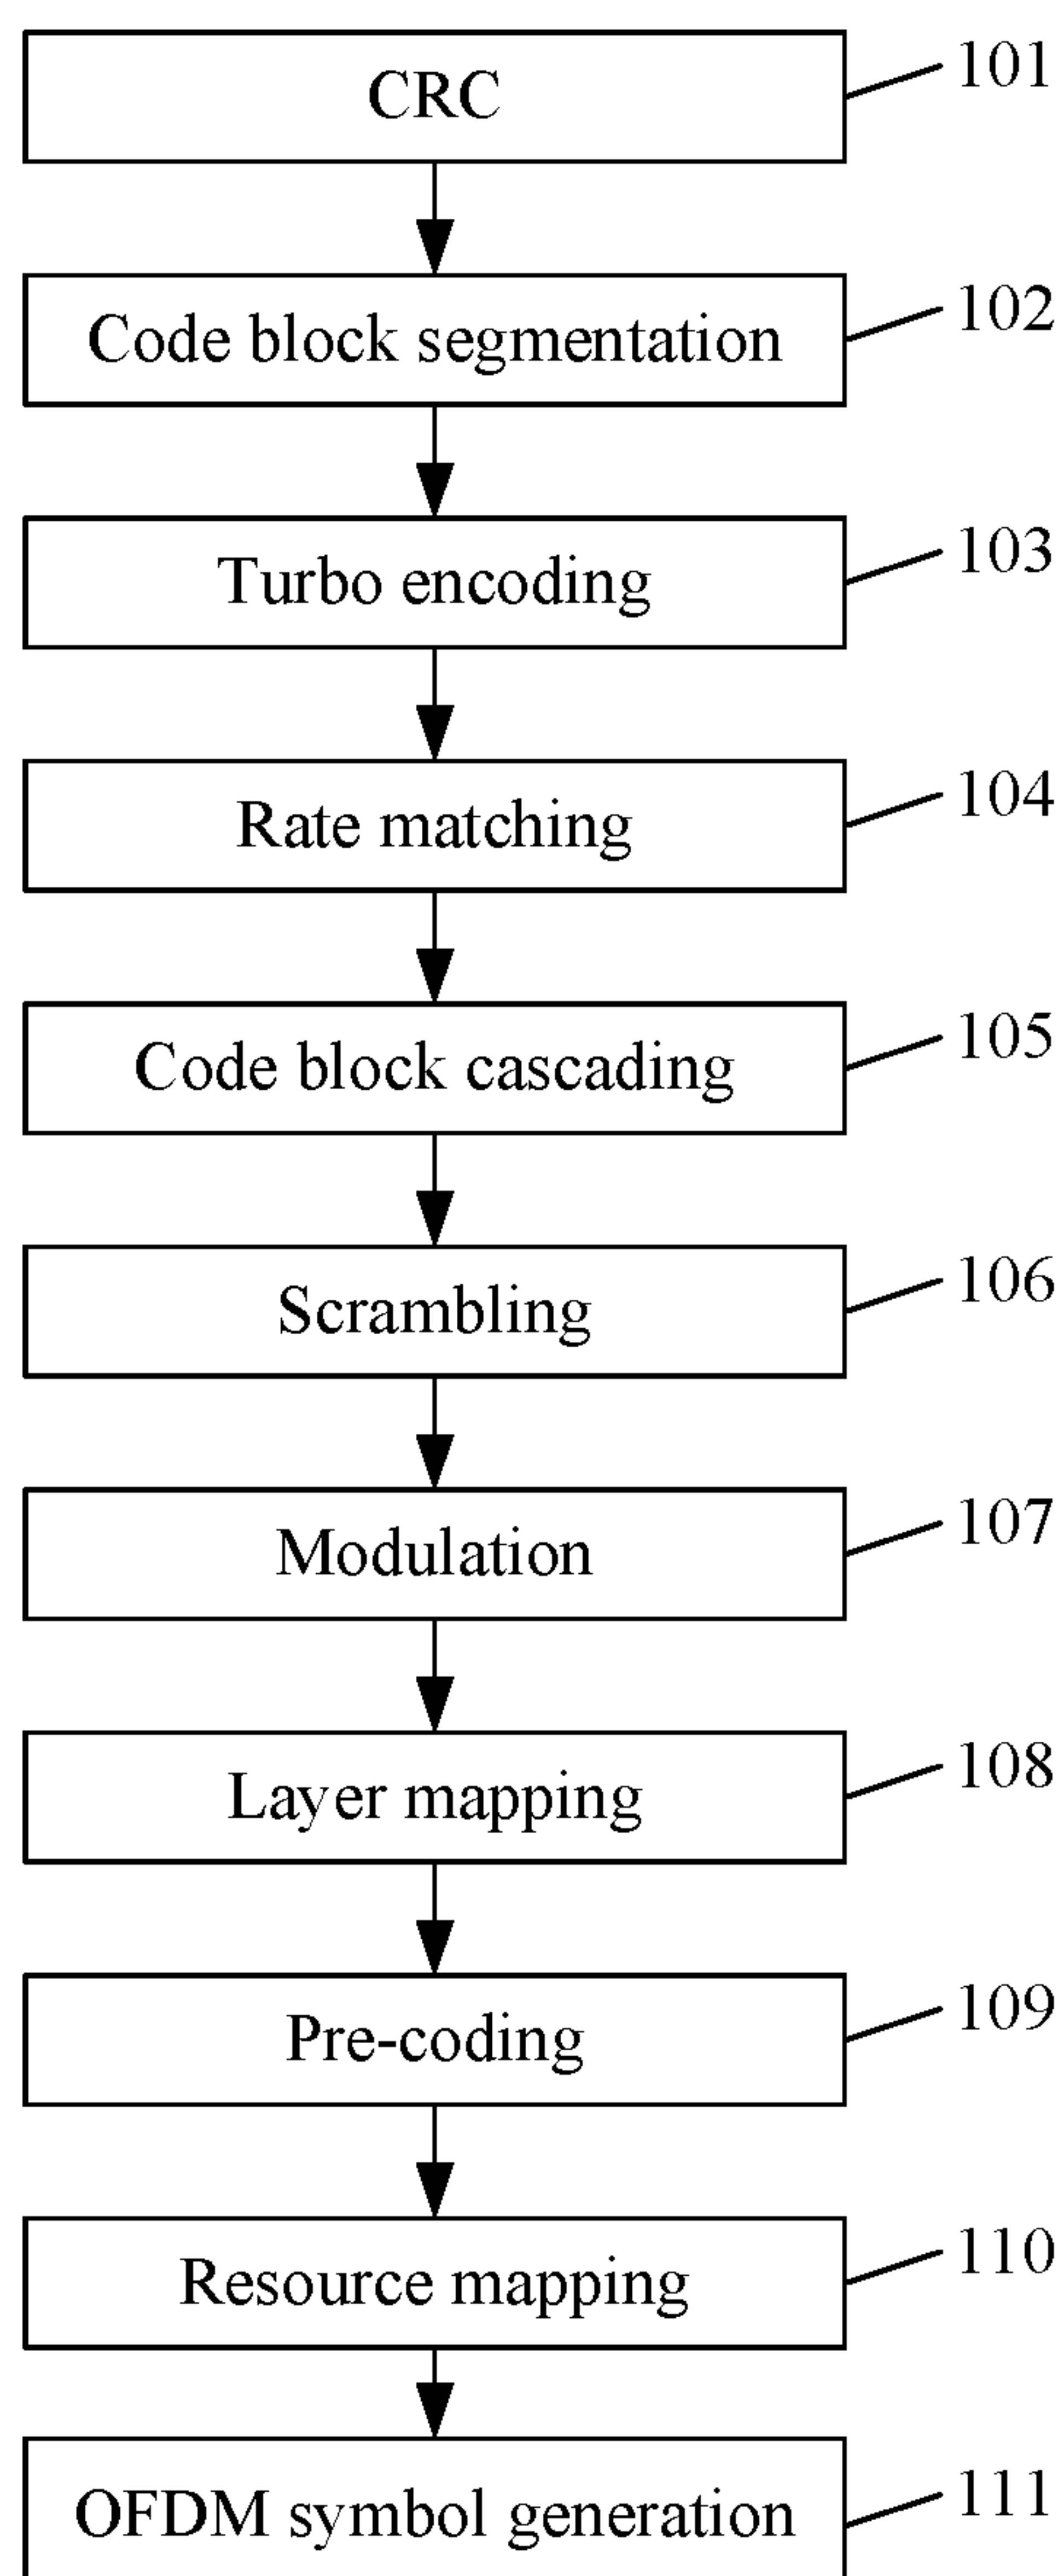 CRC 101
Code block segmentation 102
Turbo encoding 103
Rate matching 104
Code block cascading 105
Scrambling 106
Modulation 107
Layer mapping 108
Pre-coding 109
Resource mapping 110
OFDM symbol generation 111